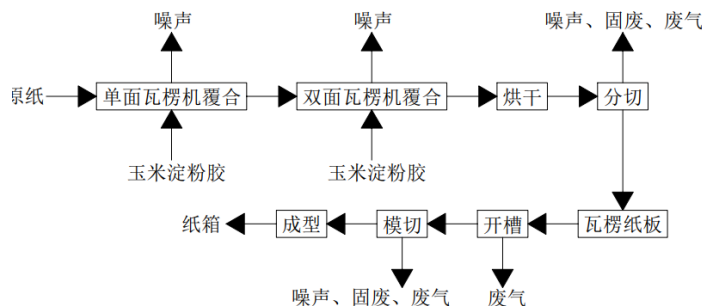 噪声
噪声
噪声、固废、废气
原纸
单面瓦楞机覆合
双面瓦楞机覆合
烘干
分切
玉米淀粉胶
玉米淀粉胶
纸箱
成型
模切
开槽
瓦楞纸板
噪声、固废、废气
废气